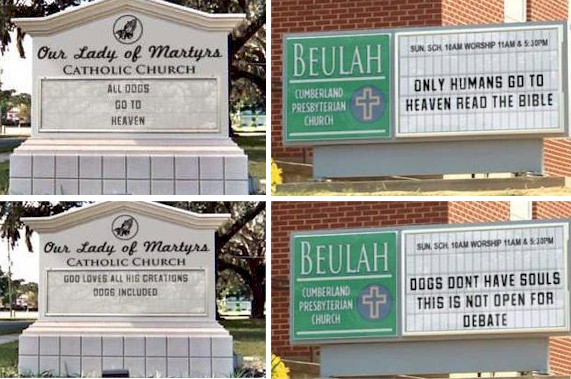 Our Lady of Martyrs
CATHOLIC CHURCH
ALL DOGS
GO TO
HEAVEN
BEULAH
CUMBERLAND
PRESBYTERIAN
CHURCH
SUN. SCH. 10AM WORSHIP 11AM & 5:30PM
ONLY HUMANS GO TO
HEAVEN READ THE BIBLE
Our Lady of Martyrs
CATHOLIC CHURCH
GOD LOVES ALL HIS CREATIONS
DOGS INCLUDED
BEULAH
CUMBERLAND
PRESBYTERIAN
CHURCH
SUN. SCH. 10AM WORSHIP 11AM & 5:30PM
DOGS DONT HAVE SOULS
THIS IS NOT OPEN FOR
DEBATE